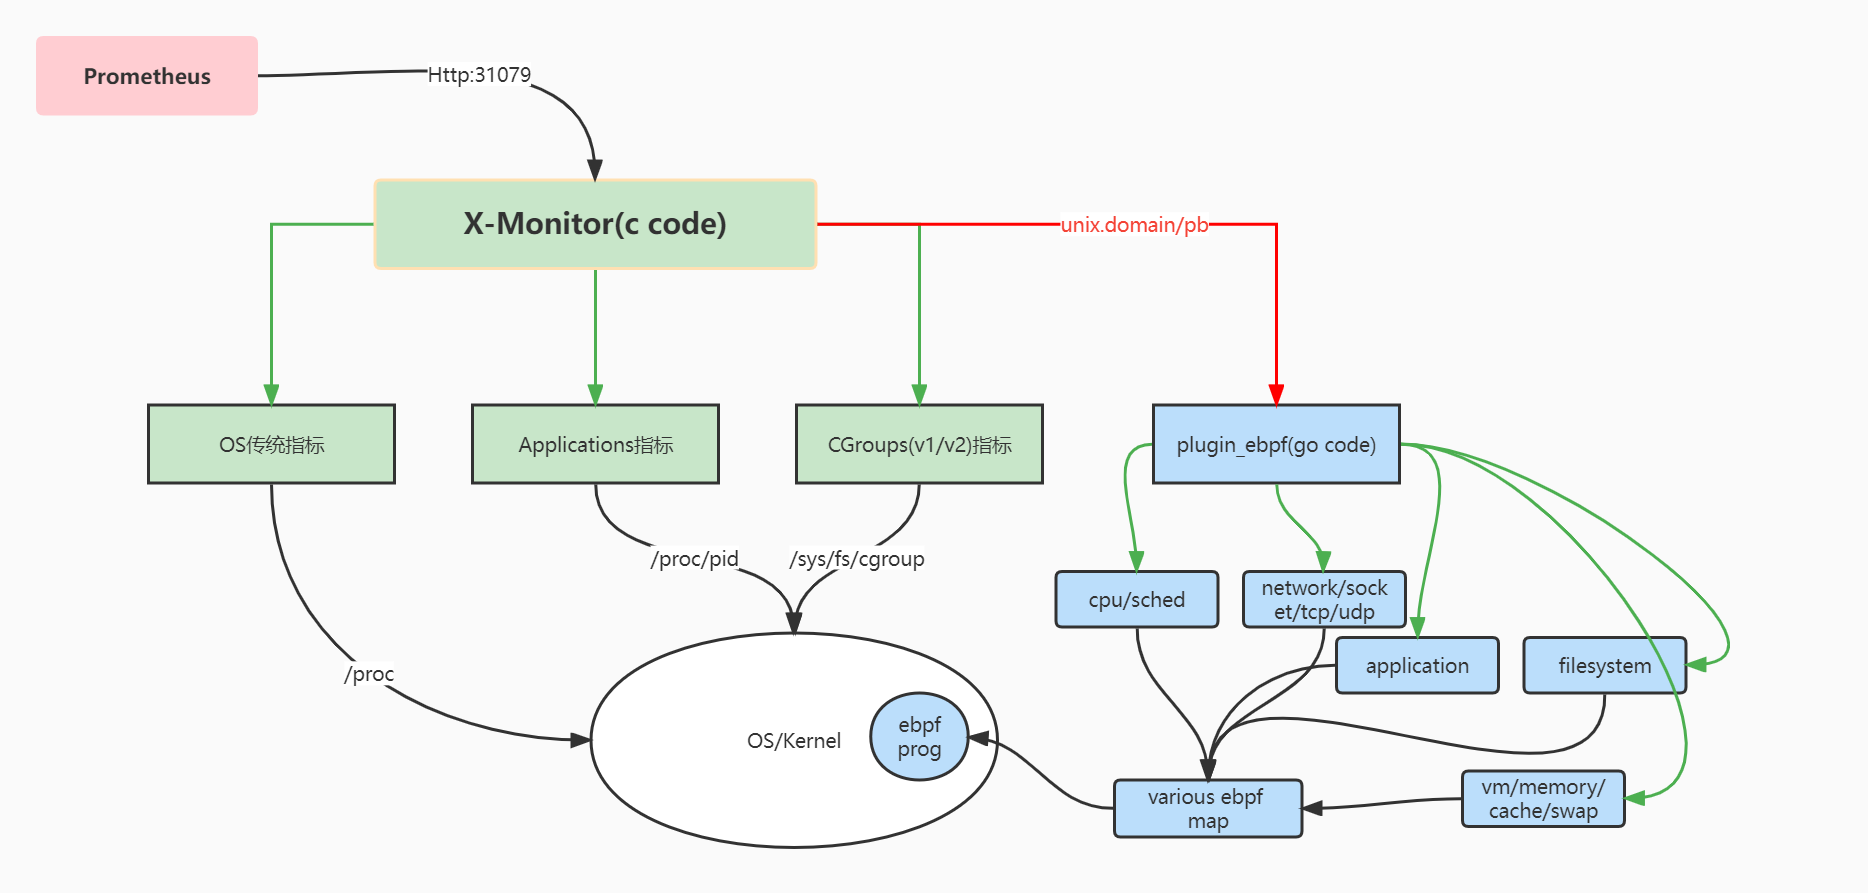 Prometheus
Http:31079
X-Monitor(c code)
unix.domain/pb
OS传统指标
Applications指标
CGroups(v1/v2)指标
plugin_ebpf(go code)
/proc/pid
/sys/fs/cgroup
cpu/sched
network/sock
et/tcp/udp
/proc
application
filesystem
OS/Kernel
ebpf
prog
various ebpf
map
vm/memory/
cache/swap